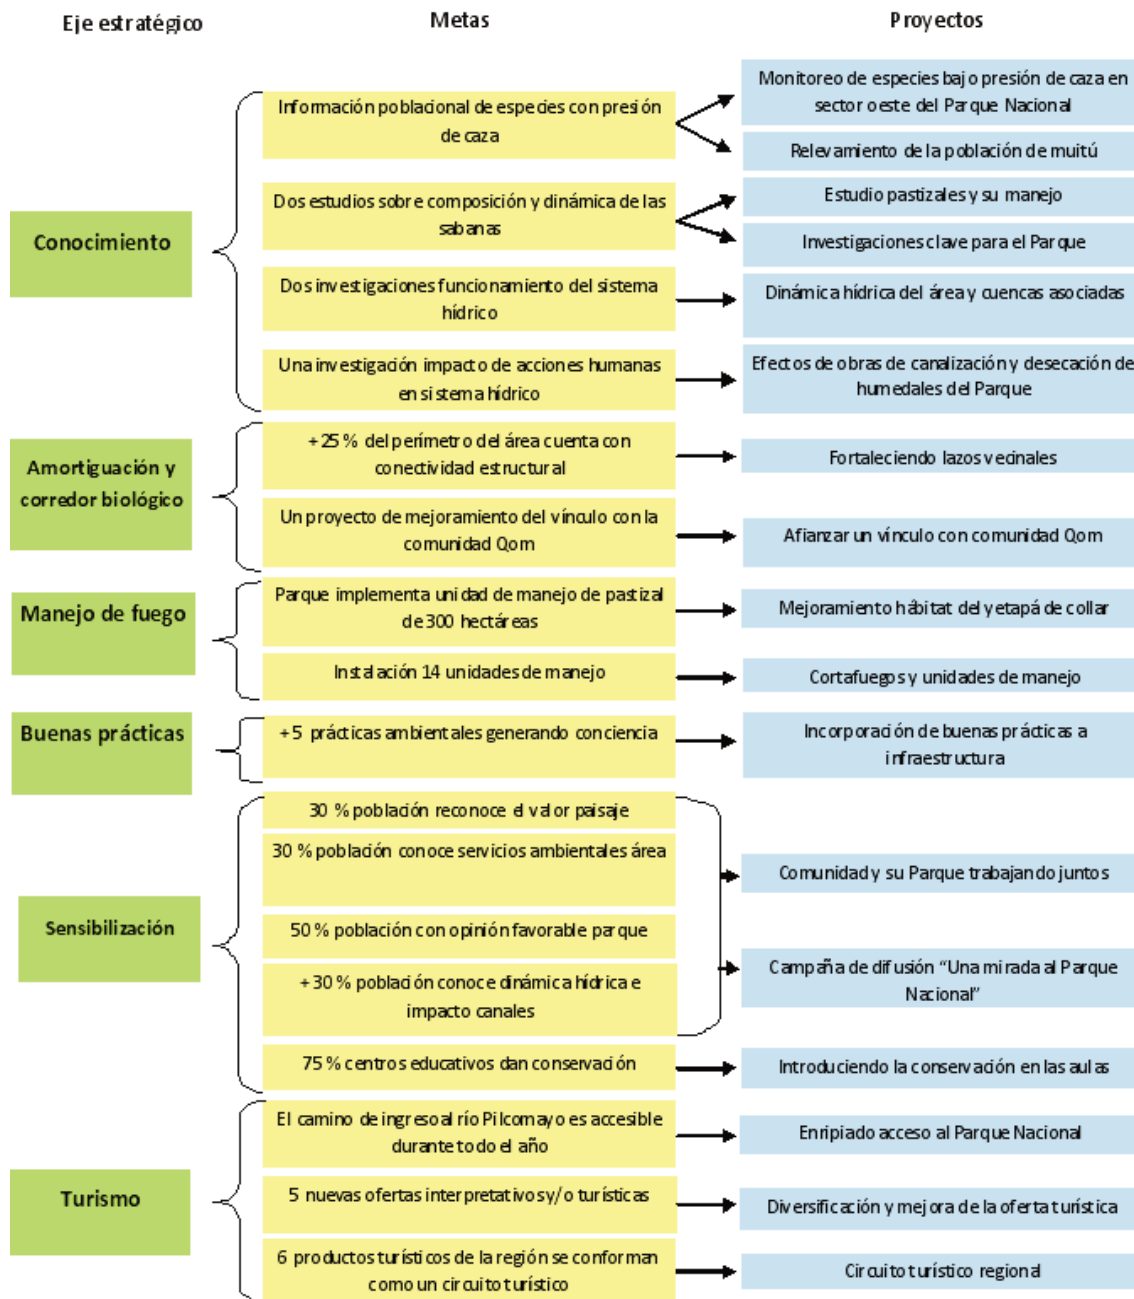 Eje estratégico
Metas
Proyectos
Conocimiento
Información poblacional de especies con presión
de caza
Monitoreo de especies bajo presión de caza en
sector oeste del Parque Nacional
Relevamiento de la población de muitú
Dos estudios sobre composición y dinámica de las
sabanas
Estudio pastizales y su manejo
Investigaciones clave para el Parque
Dos investigaciones funcionamiento del sistema
hídrico
Dinámica hídrica del área y cuencas asociadas
Una investigación impacto de acciones humanas
en sistema hídrico
Efectos de obras de canalización y desecación de
humedales del Parque
Amortiguación y
corredor biológico
+25 % del perímetro del área cuenta con
conectividad estructural
Fortaleciendo lazos vecinales
Un proyecto de mejoramiento del vínculo con la
comunidad Qom
Afianzar un vínculo con comunidad Qom
Manejo de fuego
Parque implementa unidad de manejo de pastizal
de 300 hectáreas
Mejoramiento hábitat del yetapá de collar
Instalación 14 unidades de manejo
Cortafuegos y unidades de manejo
Buenas prácticas
+5 prácticas ambientales generando conciencia
Incorporación de buenas prácticas a
infraestructura
Sensibilización
30 % población reconoce el valor paisaje
30 % población conoce servicios ambientales área
50 % población con opinión favorable parque
+30 % población conoce dinámica hídrica e
impacto canales
Comunidad y su Parque trabajando juntos
Campaña de difusión “Una mirada al Parque
Nacional”
75 % centros educativos dan conservación
Introduciendo la conservación en las aulas
Turismo
El camino de ingreso al río Pilcomayo es accesible
durante todo el año
Enripiado acceso al Parque Nacional
5 nuevas ofertas interpretativos y/o turísticas
Diversificación y mejora de la oferta turística
6 productos turísticos de la región se conforman
como un circuito turístico
Circuito turístico regional